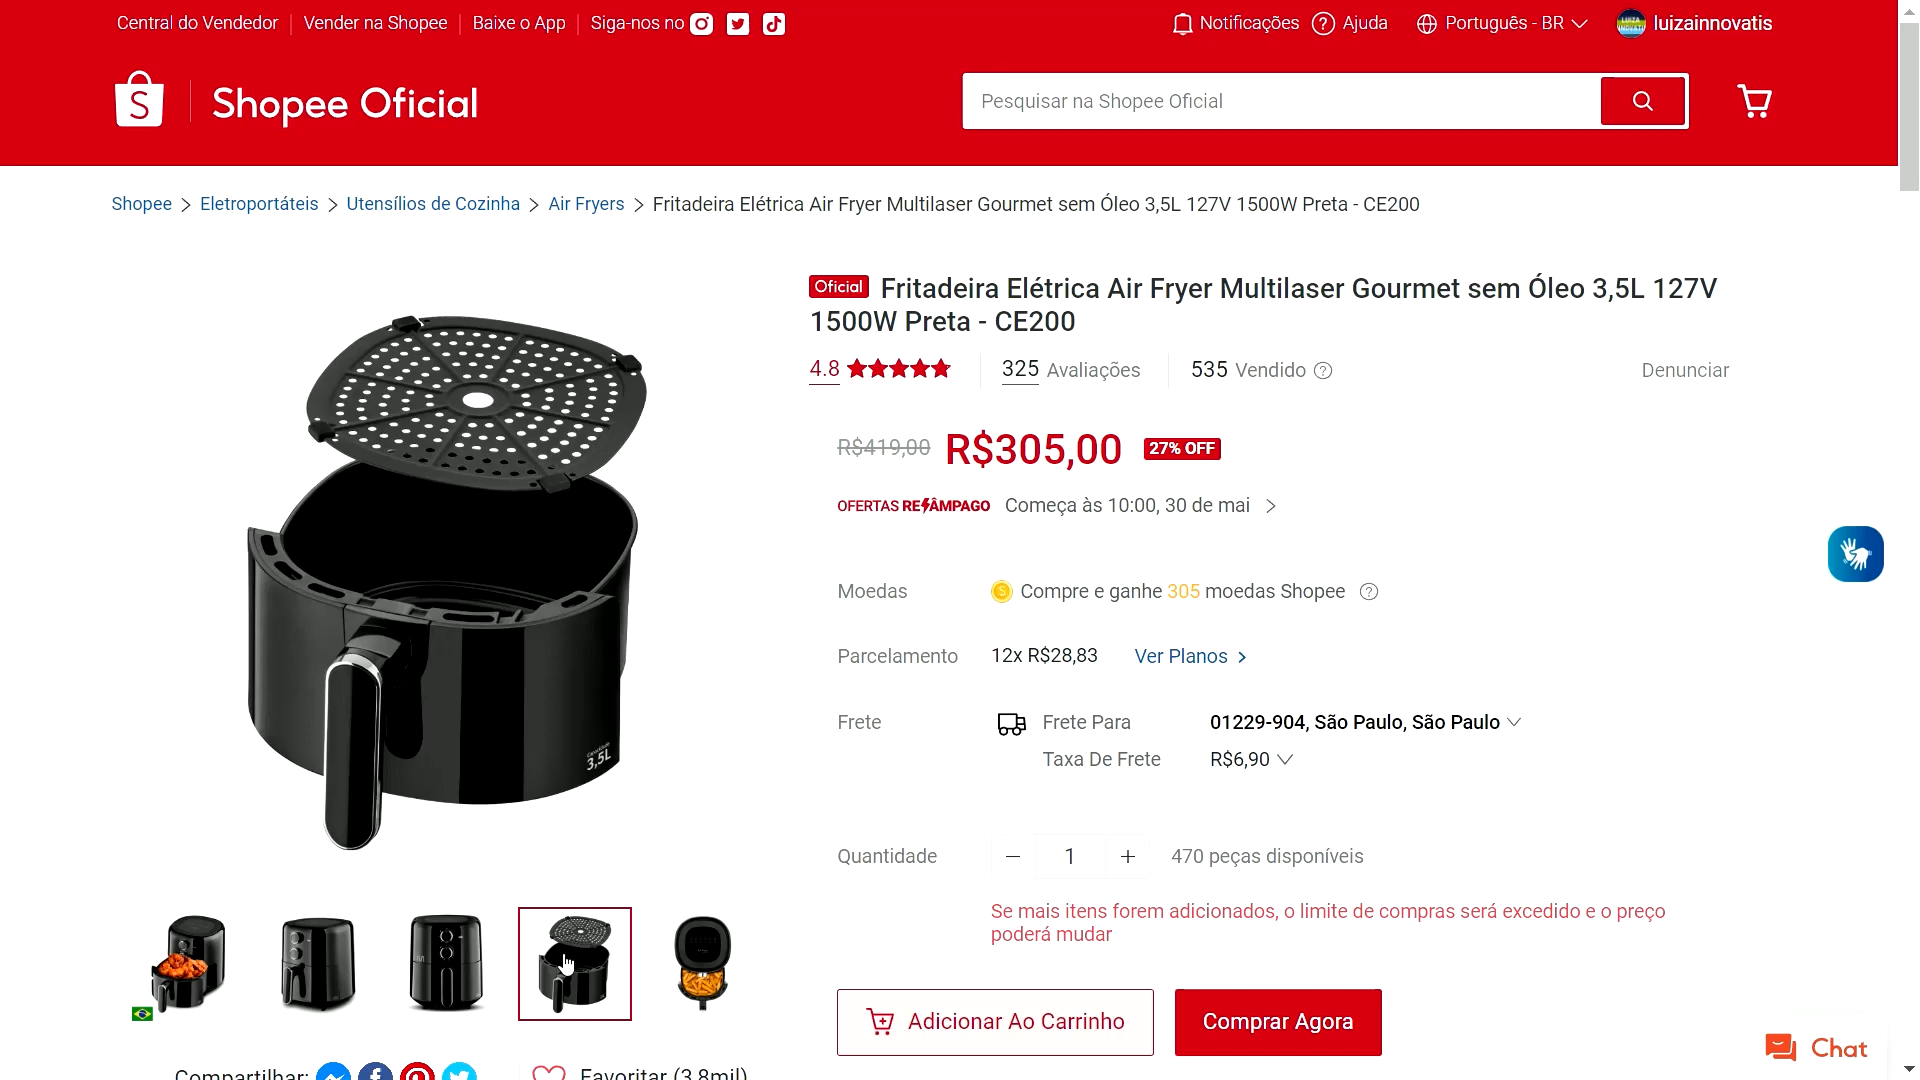 Central do Vendedor Vender na Shopee Baixe o App Siga-nos no
Notificações Ajuda Português - BR luizainnovatis
Shopee Oficial
Pesquisar na Shopee Oficial
Shopee > Eletroportáteis > Utensílios de Cozinha > Air Fryers > Fritadeira Elétrica Air Fryer Multilaser Gourmet sem Óleo 3,5L 127V 1500W Preta - CE200
Oficial Fritadeira Elétrica Air Fryer Multilaser Gourmet sem Óleo 3,5L 127V
1500W Preta - CE200
4.8 325 Avaliações 535 Vendido Denunciar
R$419,00 R$305,00 27% OFF
OFERTAS RELÂMPAGO Começa às 10:00, 30 de mai
Moedas Compre e ganhe 305 moedas Shopee
Parcelamento 12x R$28,83 Ver Planos
Frete Frete Para 01229-904, São Paulo, São Paulo
Taxa De Frete R$6,90
Capacidade
3,5L
Quantidade 1 470 peças disponíveis
Se mais itens forem adicionados, o limite de compras será excedido e o preço
poderá mudar
Adicionar Ao Carrinho Comprar Agora
Chat
Compartilhar: Favoritar (3,8mil)